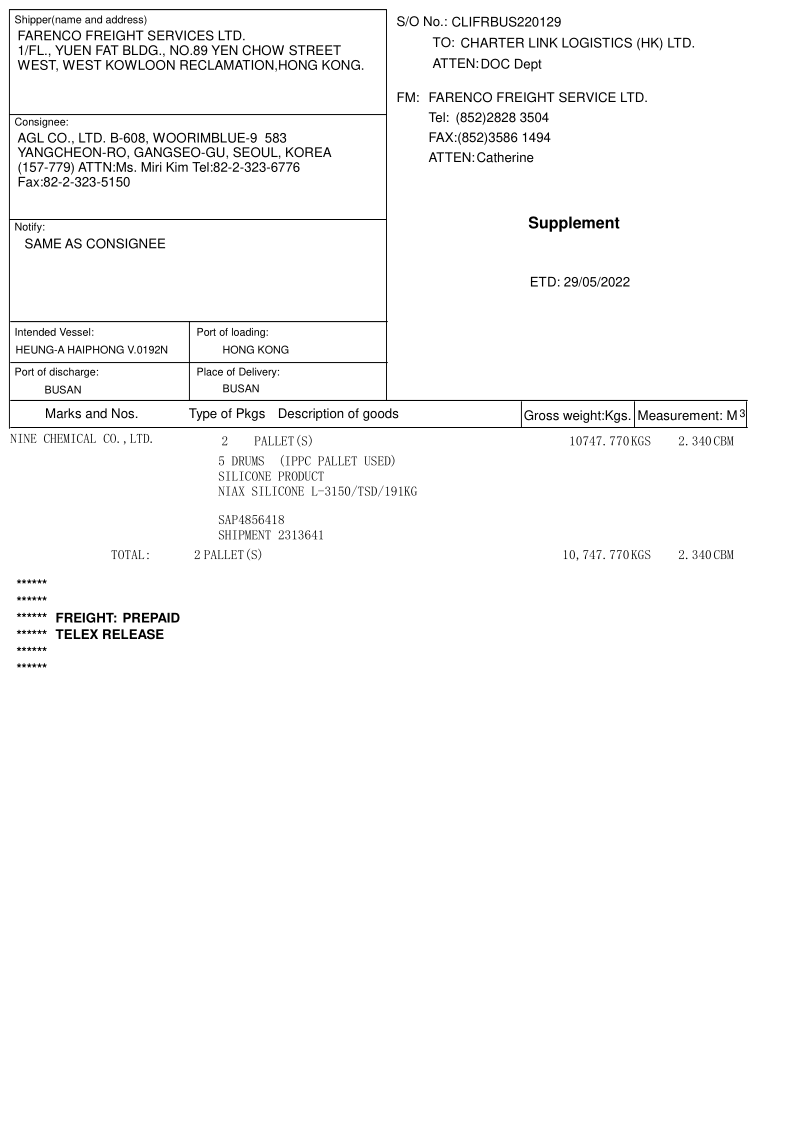 Shipper(name and address)
FARENCO FREIGHT SERVICES LTD.
1/FL., YUEN FAT BLDG., NO.89 YEN CHOW STREET
WEST, WEST KOWLOON RECLAMATION,HONG KONG.
S/O No.: CLIFRBUS220129
TO: CHARTER LINK LOGISTICS (HK) LTD.
ATTEN:DOC Dept
FM: FARENCO FREIGHT SERVICE LTD.
Tel: (852)2828 3504
FAX:(852)3586 1494
ATTEN:Catherine
Consignee:
AGL CO., LTD. B-608, WOORIMBLUE-9 583
YANGCHEON-RO, GANGSEO-GU, SEOUL, KOREA
(157-779) ATTN:Ms. Miri Kim Tel:82-2-323-6776
Fax:82-2-323-5150
Notify:
SAME AS CONSIGNEE
Supplement
ETD: 29/05/2022
Intended Vessel: Port of loading:
HEUNG-A HAIPHONG V.0192N HONG KONG
Port of discharge: Place of Delivery:
BUSAN BUSAN
Marks and Nos. Type of Pkgs Description of goods Gross weight:Kgs. Measurement: M3
NINE CHEMICAL CO.,LTD. 2 PALLET(S) 10747.770KGS 2.340CBM
5 DRUMS (IPPC PALLET USED)
SILICONE PRODUCT
NIAX SILICONE L-3150/TSD/191KG
SAP4856418
SHIPMENT 2313641
TOTAL: 2 PALLET(S) 10,747.770KGS 2.340CBM
******
******
****** FREIGHT: PREPAID
****** TELEX RELEASE
******
******